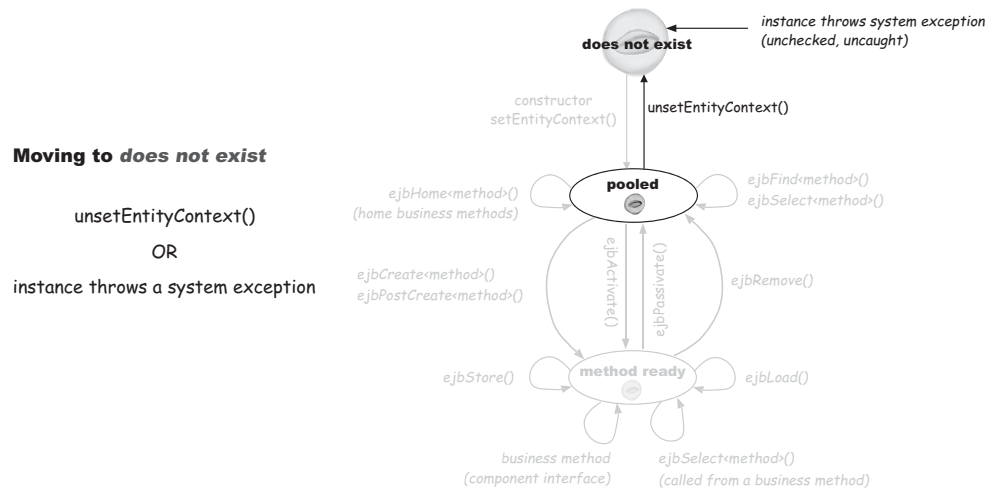 instance throws system exception
(unchecked, uncaught)
does not exist
constructor
setEntityContext()
unsetEntityContext()
Moving to does not exist
unsetEntityContext()
OR
instance throws a system exception
pooled
ejbHome<method>()
(home business methods)
ejbFind<method>()
ejbSelect<method>()
ejbCreate<method>()
ejbPostCreate<method>()
ejbActivate()
ejbPassivate()
ejbRemove()
method ready
ejbStore()
ejbLoad()
business method
(component interface)
ejbSelect<method>()
(called from a business method)